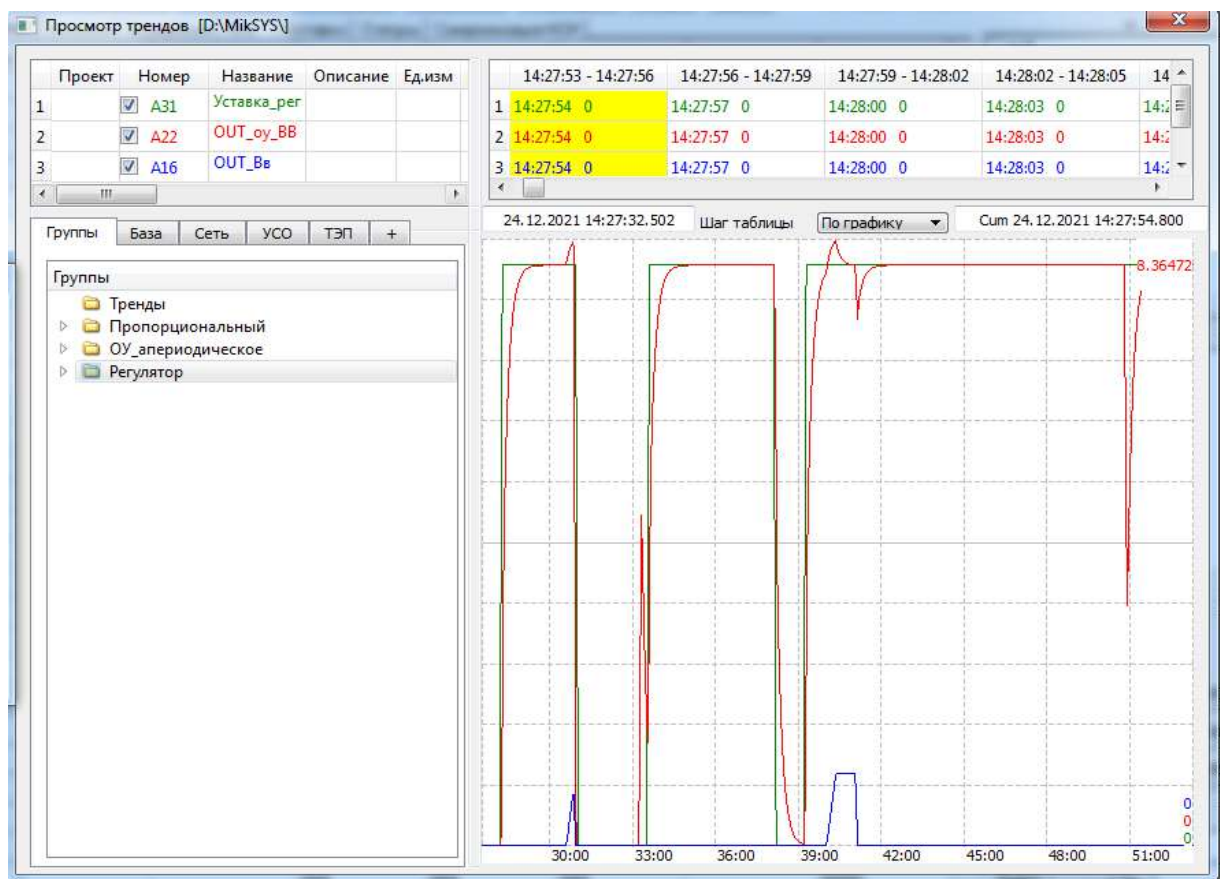 Просмотр трендов [D:\MikSYS\]
Проект Номер Название Описание Ед.изм
1 A31 Уставка_рег
2 A22 OUT_оу_ВВ
3 A16 OUT_Вв
14:27:53 - 14:27:56 14:27:56 - 14:27:59 14:27:59 - 14:28:02 14:28:02 - 14:28:05 14
1 14:27:54 0 14:27:57 0 14:28:00 0 14:28:03 0 14:2
2 14:27:54 0 14:27:57 0 14:28:00 0 14:28:03 0 14:2
3 14:27:54 0 14:27:57 0 14:28:00 0 14:28:03 0 14:2
Группы База Сеть УСО ТЭП +
Группы
Тренды
Пропорциональный
ОУ_апериодическое
Регулятор
24.12.2021 14:27:32.502 Шаг таблицы По графику Cum 24.12.2021 14:27:54.800
8.36472
0
0
0
30:00 33:00 36:00 39:00 42:00 45:00 48:00 51:00